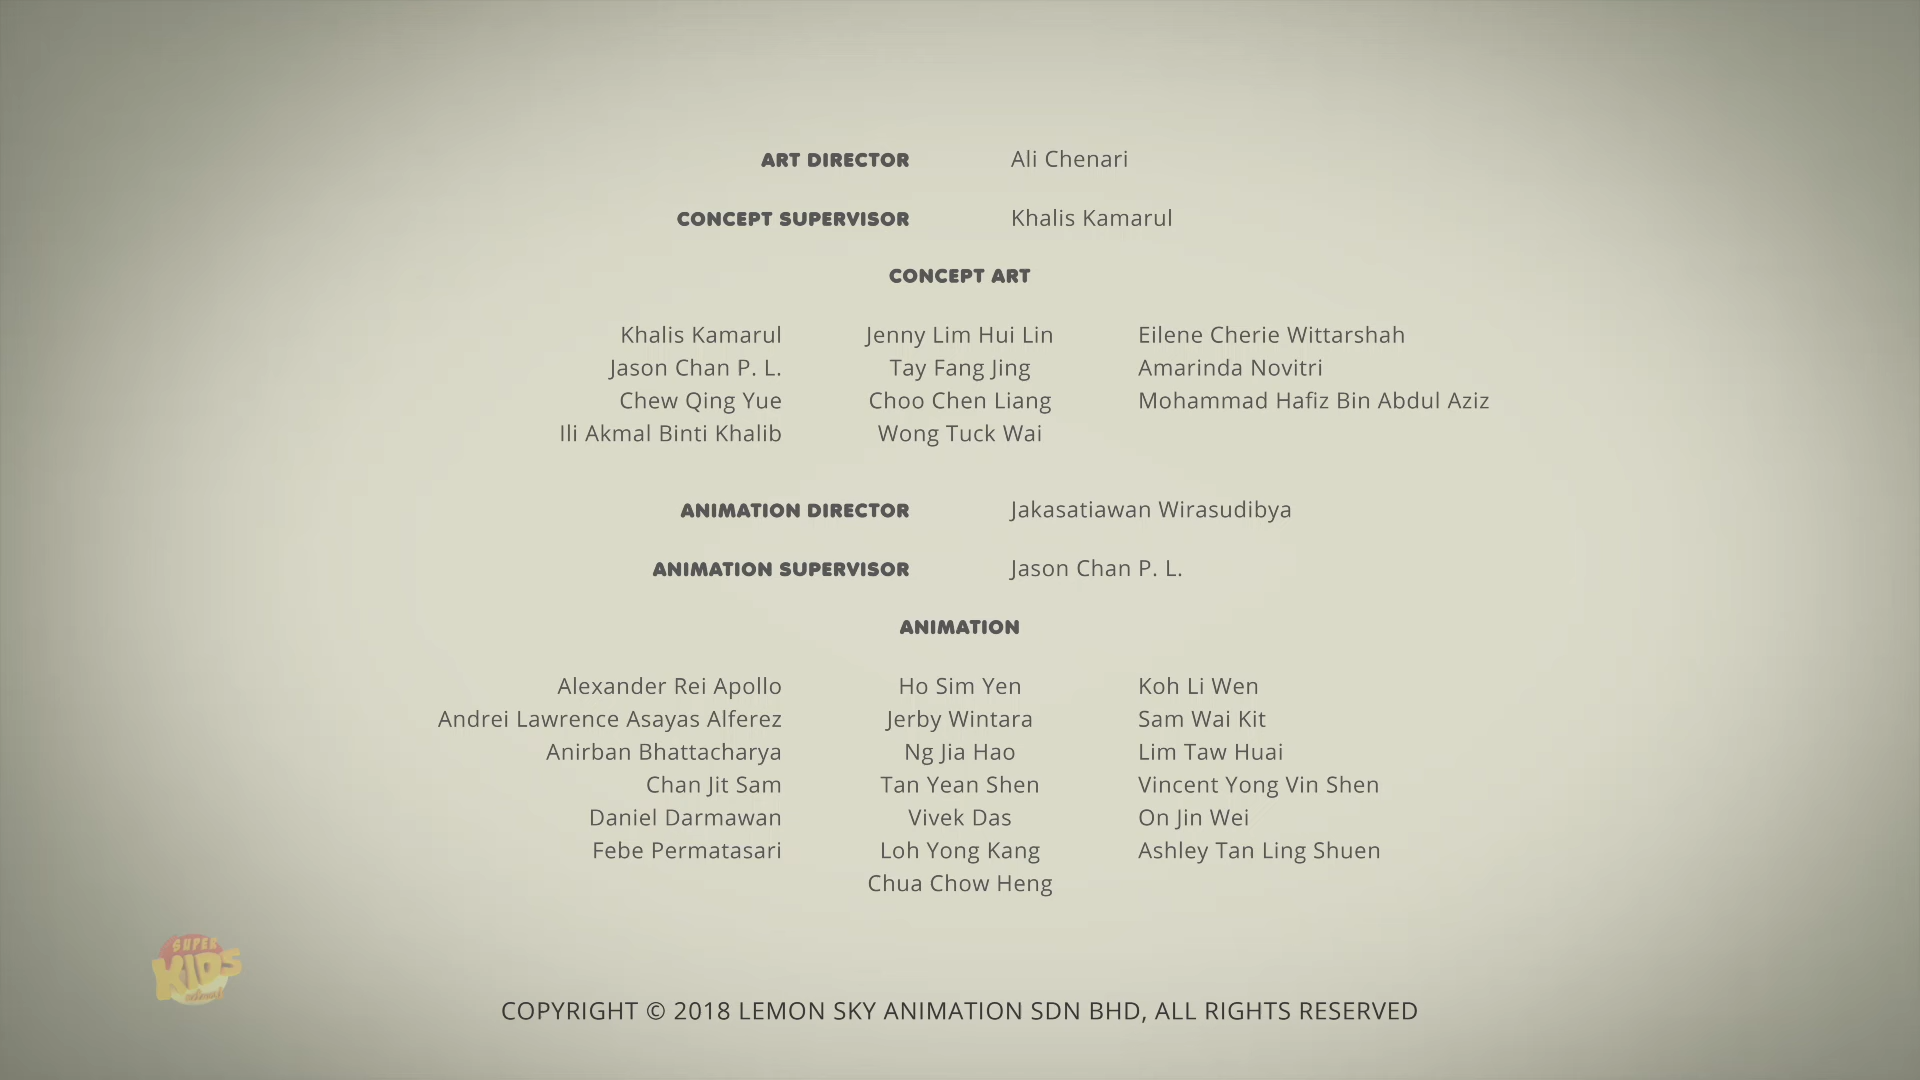 ART DIRECTOR Ali Chenari
CONCEPT SUPERVISOR Khalis Kamarul
CONCEPT ART
Khalis Kamarul Jenny Lim Hui Lin Eilene Cherie Wittarshah
Jason Chan P. L. Tay Fang Jing Amarinda Novitri
Chew Qing Yue Choo Chen Liang Mohammad Hafiz Bin Abdul Aziz
Ili Akmal Binti Khalib Wong Tuck Wai
ANIMATION DIRECTOR Jakasatiawan Wirasudibya
ANIMATION SUPERVISOR Jason Chan P. L.
ANIMATION
Alexander Rei Apollo Ho Sim Yen Koh Li Wen
Andrei Lawrence Asayas Alferez Jerby Wintara Sam Wai Kit
Anirban Bhattacharya Ng Jia Hao Lim Taw Huai
Chan Jit Sam Tan Yean Shen Vincent Yong Vin Shen
Daniel Darmawan Vivek Das On Jin Wei
Febe Permatasari Loh Yong Kang Ashley Tan Ling Shuen
Chua Chow Heng
SUPER
KIDS
COPYRIGHT © 2018 LEMON SKY ANIMATION SDN BHD, ALL RIGHTS RESERVED